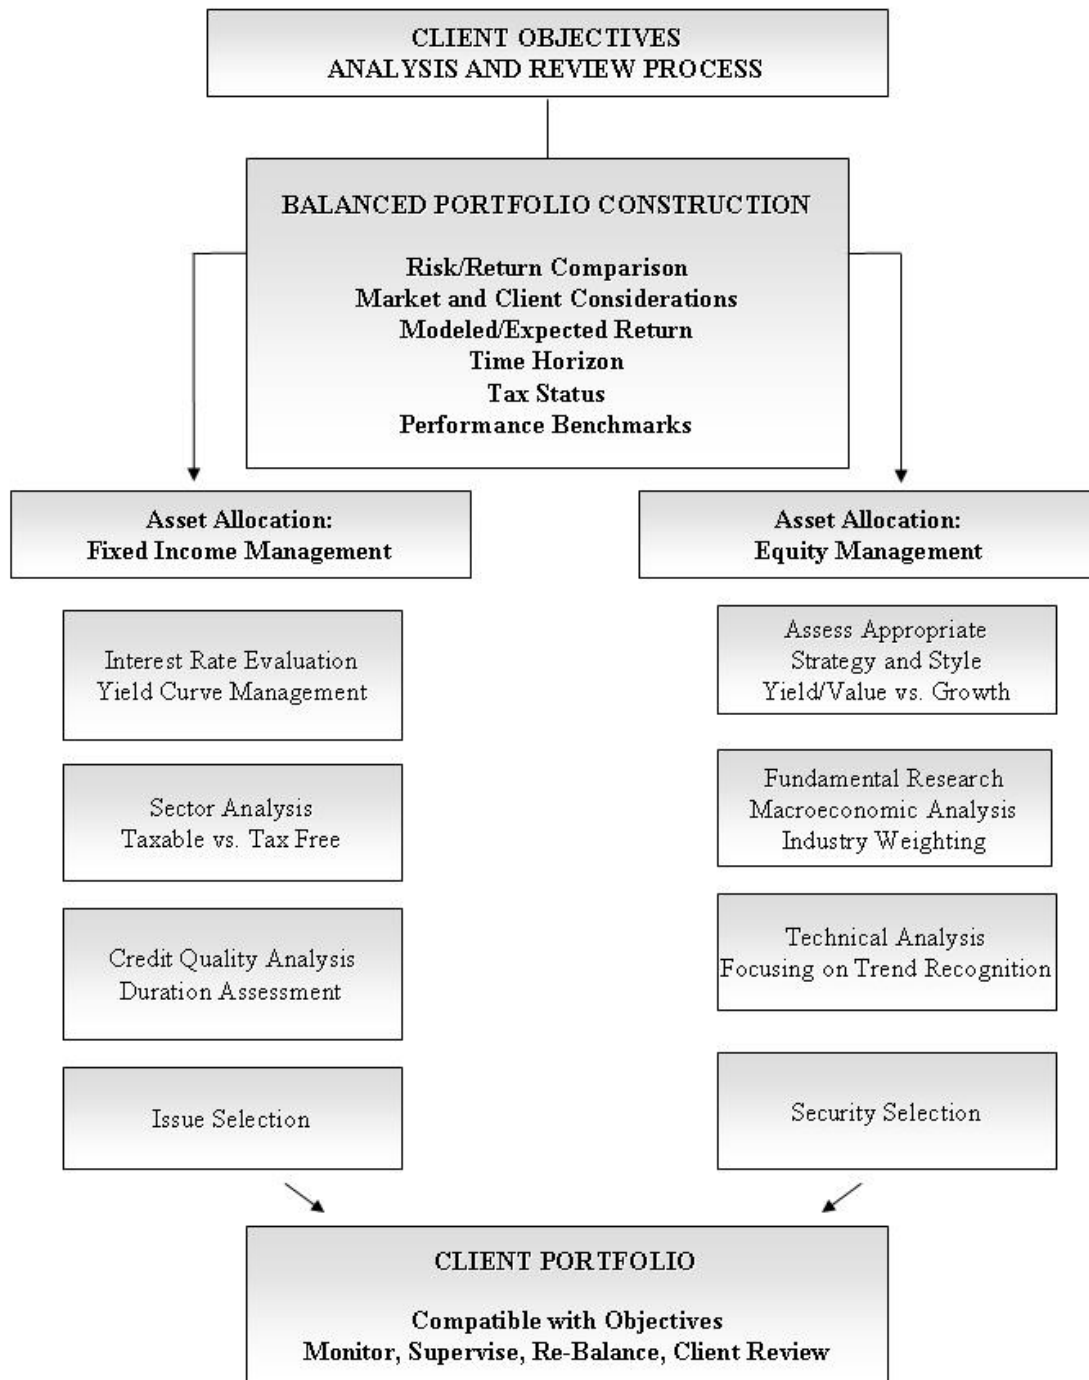 CLIENT OBJECTIVES
ANALYSIS AND REVIEW PROCESS
BALANCED PORTFOLIO CONSTRUCTION
Risk/Return Comparison
Market and Client Considerations
Modeled/Expected Return
Time Horizon
Tax Status
Performance Benchmarks
Asset Allocation:
Fixed Income Management
Interest Rate Evaluation
Yield Curve Management
Sector Analysis
Taxable vs. Tax Free
Credit Quality Analysis
Duration Assessment
Issue Selection
Asset Allocation:
Equity Management
Assess Appropriate
Strategy and Style
Yield/Value vs. Growth
Fundamental Research
Macroeconomic Analysis
Industry Weighting
Technical Analysis
Focusing on Trend Recognition
Security Selection
CLIENT PORTFOLIO
Compatible with Objectives
Monitor, Supervise, Re-Balance, Client Review